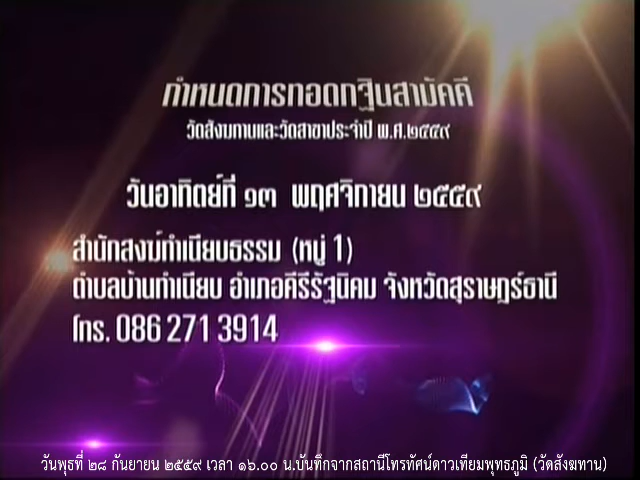 กำหนดการทอดกฐินสามัคคี
วัดสังฆทานและวัดสาขาประจำปี พ.ศ.๒๕๕๙
วันอาทิตย์ที่ ๑๓ พฤศจิกายน ๒๕๕๙
สำนักสงฆ์ทำเนียบธรรม (หมู่ 1)
ตำบลบ้านทำเนียบ อำเภอคีรีรัฐนิคม จังหวัดสุราษฎร์ธานี
โทร. 086 271 3914
วันพุธที่ ๒๘ กันยายน ๒๕๕๙ เวลา ๑๖.๐๐ น.บันทึกจากสถานีโทรทัศน์ดาวเทียมพุทธภูมิ (วัดสังฆทาน)